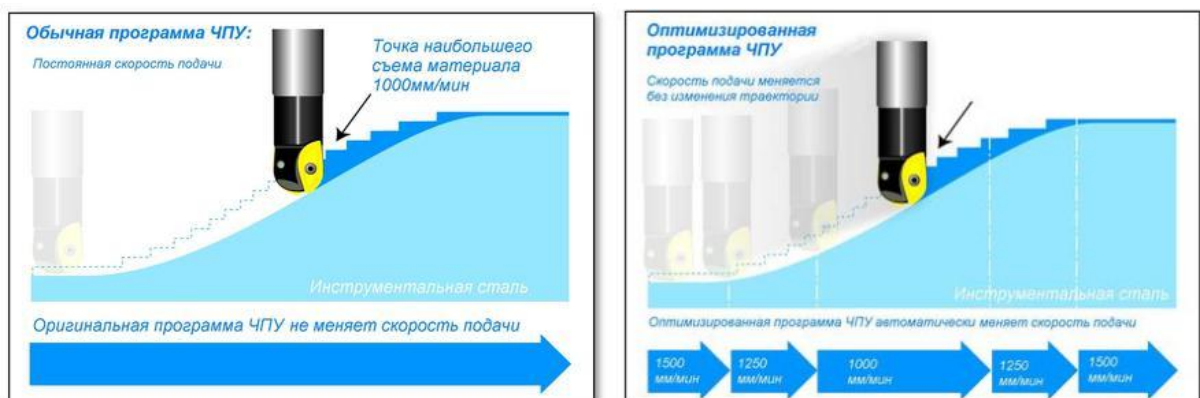 Обычная программа ЧПУ:
Постоянная скорость подачи
Точка наибольшего
съема материала
1000мм/мин
Инструментальная сталь
Оригинальная программа ЧПУ не меняет скорость подачи
Оптимизированная
программа ЧПУ
Скорость подачи меняется
без изменения траектории
Инструментальная сталь
Оптимизированная программа ЧПУ автоматически меняет скорость подачи
1500
мм/мин
1250
мм/мин
1000
мм/мин
1250
мм/мин
1500
мм/мин